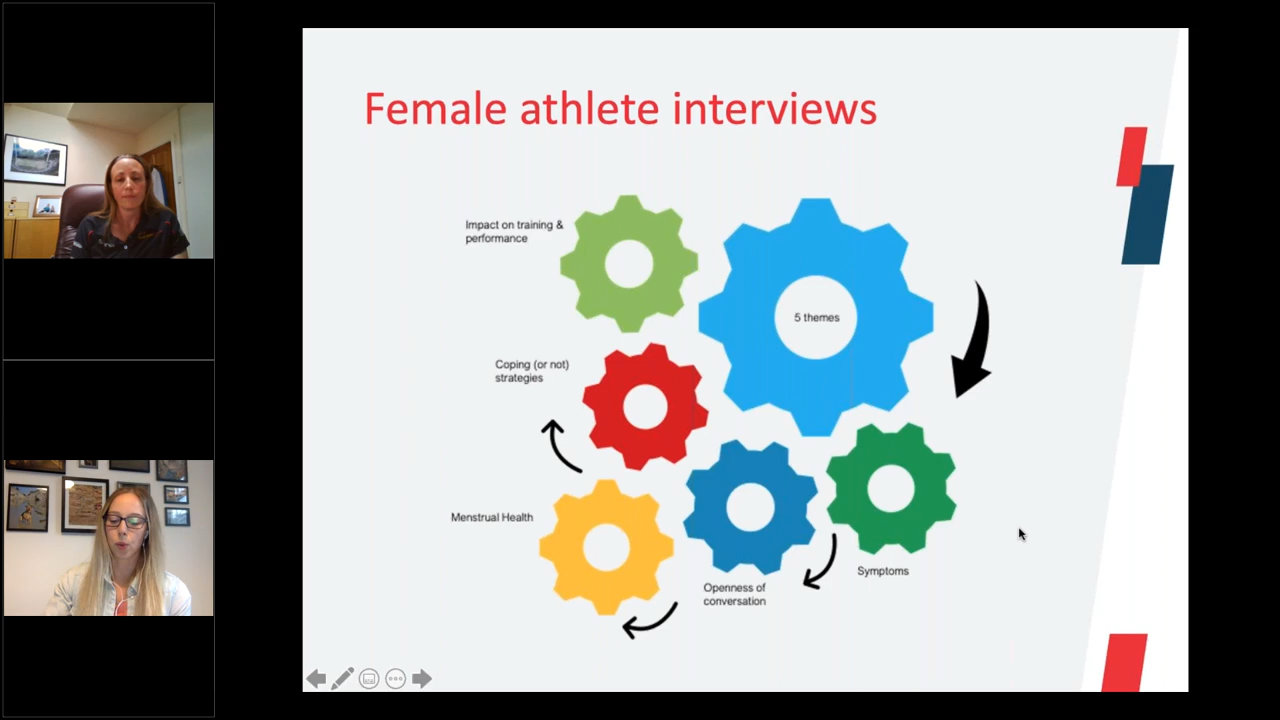 Female athlete interviews
Impact on training &
performance
5 themes
Coping (or not)
strategies
Menstrual Health
Openness of
conversation
Symptoms